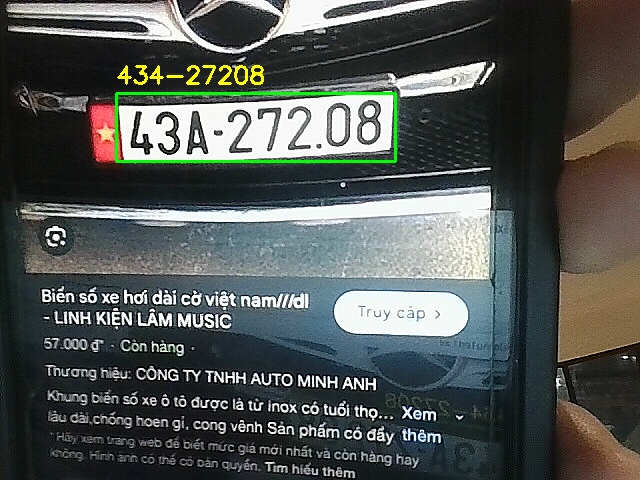 434-27208
43A-272.08
Biển số xe hơi dài cờ việt nam///dl
- LINH KIỆN LÂM MUSIC
Truy cập >
57.000 ₫* · Còn hàng ·
Thương hiệu: CÔNG TY TNHH AUTO MINH ANH
Khung biển số xe ô tô được là từ inox có tuổi thọ... Xem
lâu dài,chống hoen gỉ, cong vênh Sản phẩm có đầy thêm
* Hãy xem trang web để biết mức giá mới nhất và còn hàng hay
không. Hình ảnh có thể có bản quyền. Tìm hiểu thêm